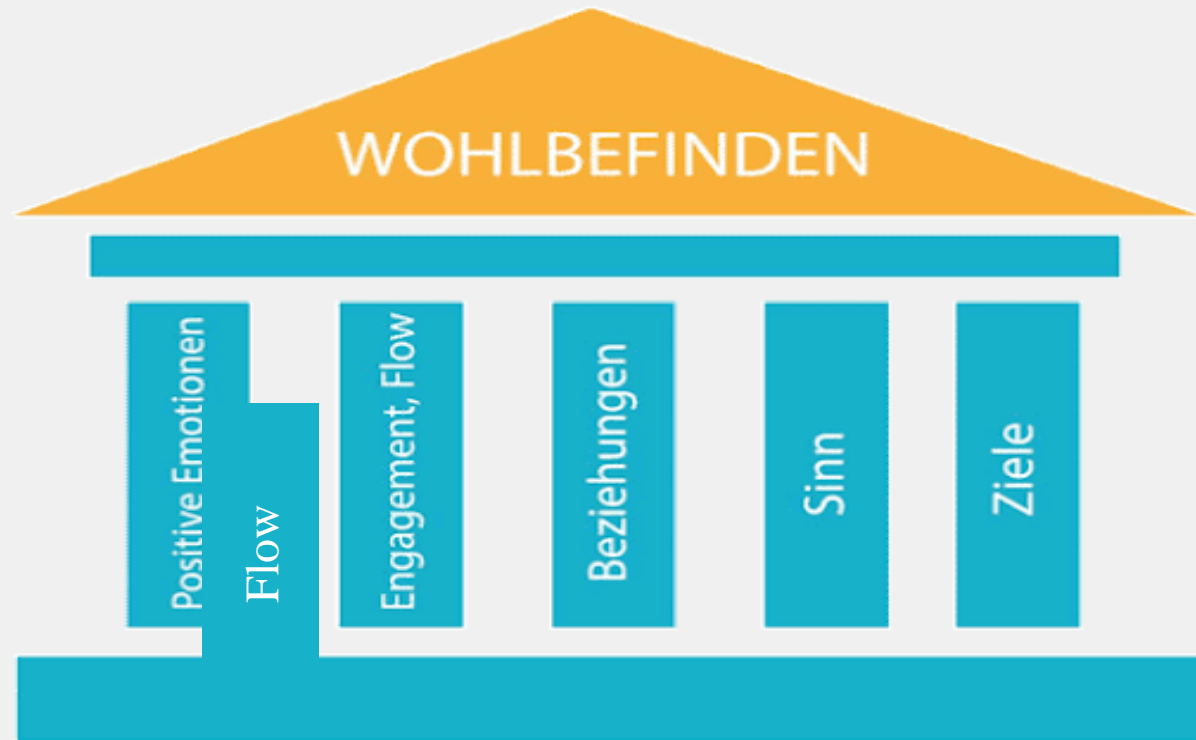 WOHLBEFINDEN
Positive Emotionen
Flow
Engagement, Flow
Beziehungen
Sinn
Ziele